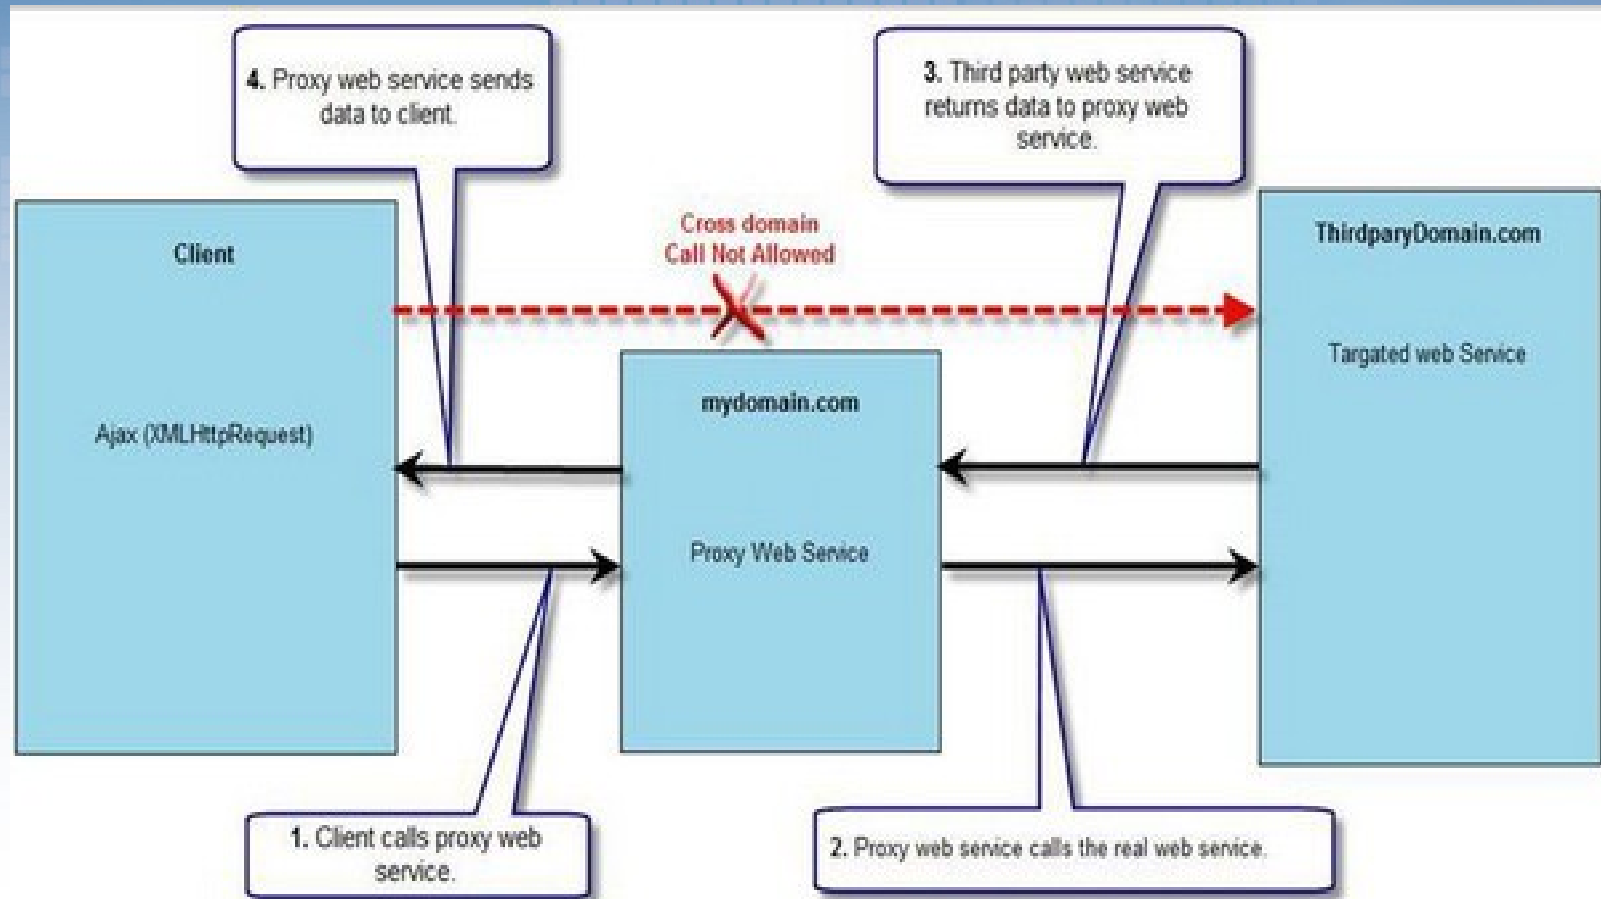 4. Proxy web service sends
data to client.
3. Third party web service
returns data to proxy web
service.
Cross domain
Call Not Allowed
Client
Ajax (XMLHttpRequest)
mydomain.com
Proxy Web Service
ThirdparyDomain.com
Targated web Service
1. Client calls proxy web
service.
2. Proxy web service calls the real web service.